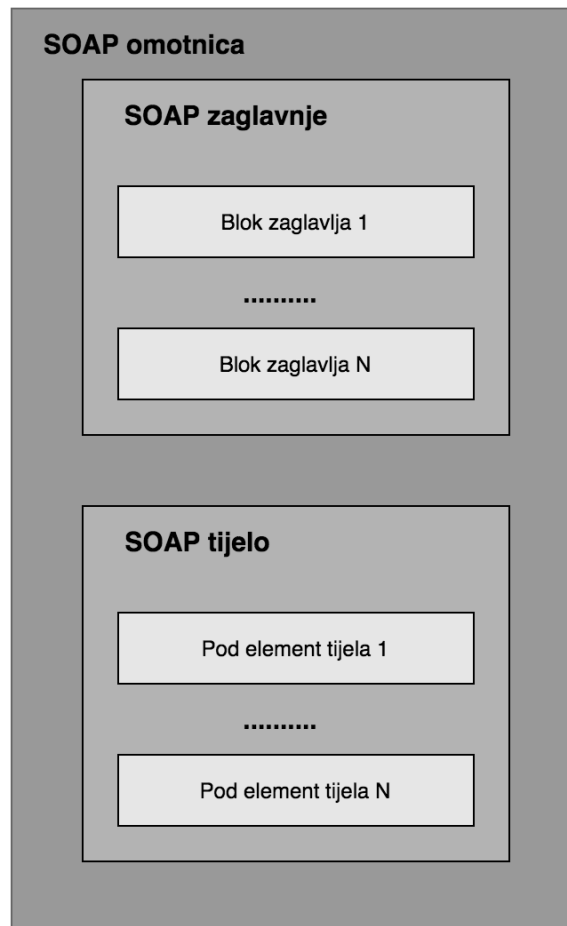 SOAP omotnica
SOAP zaglavnje
Blok zaglavlja 1
..........
Blok zaglavlja N
SOAP tijelo
Pod element tijela 1
..........
Pod element tijela N